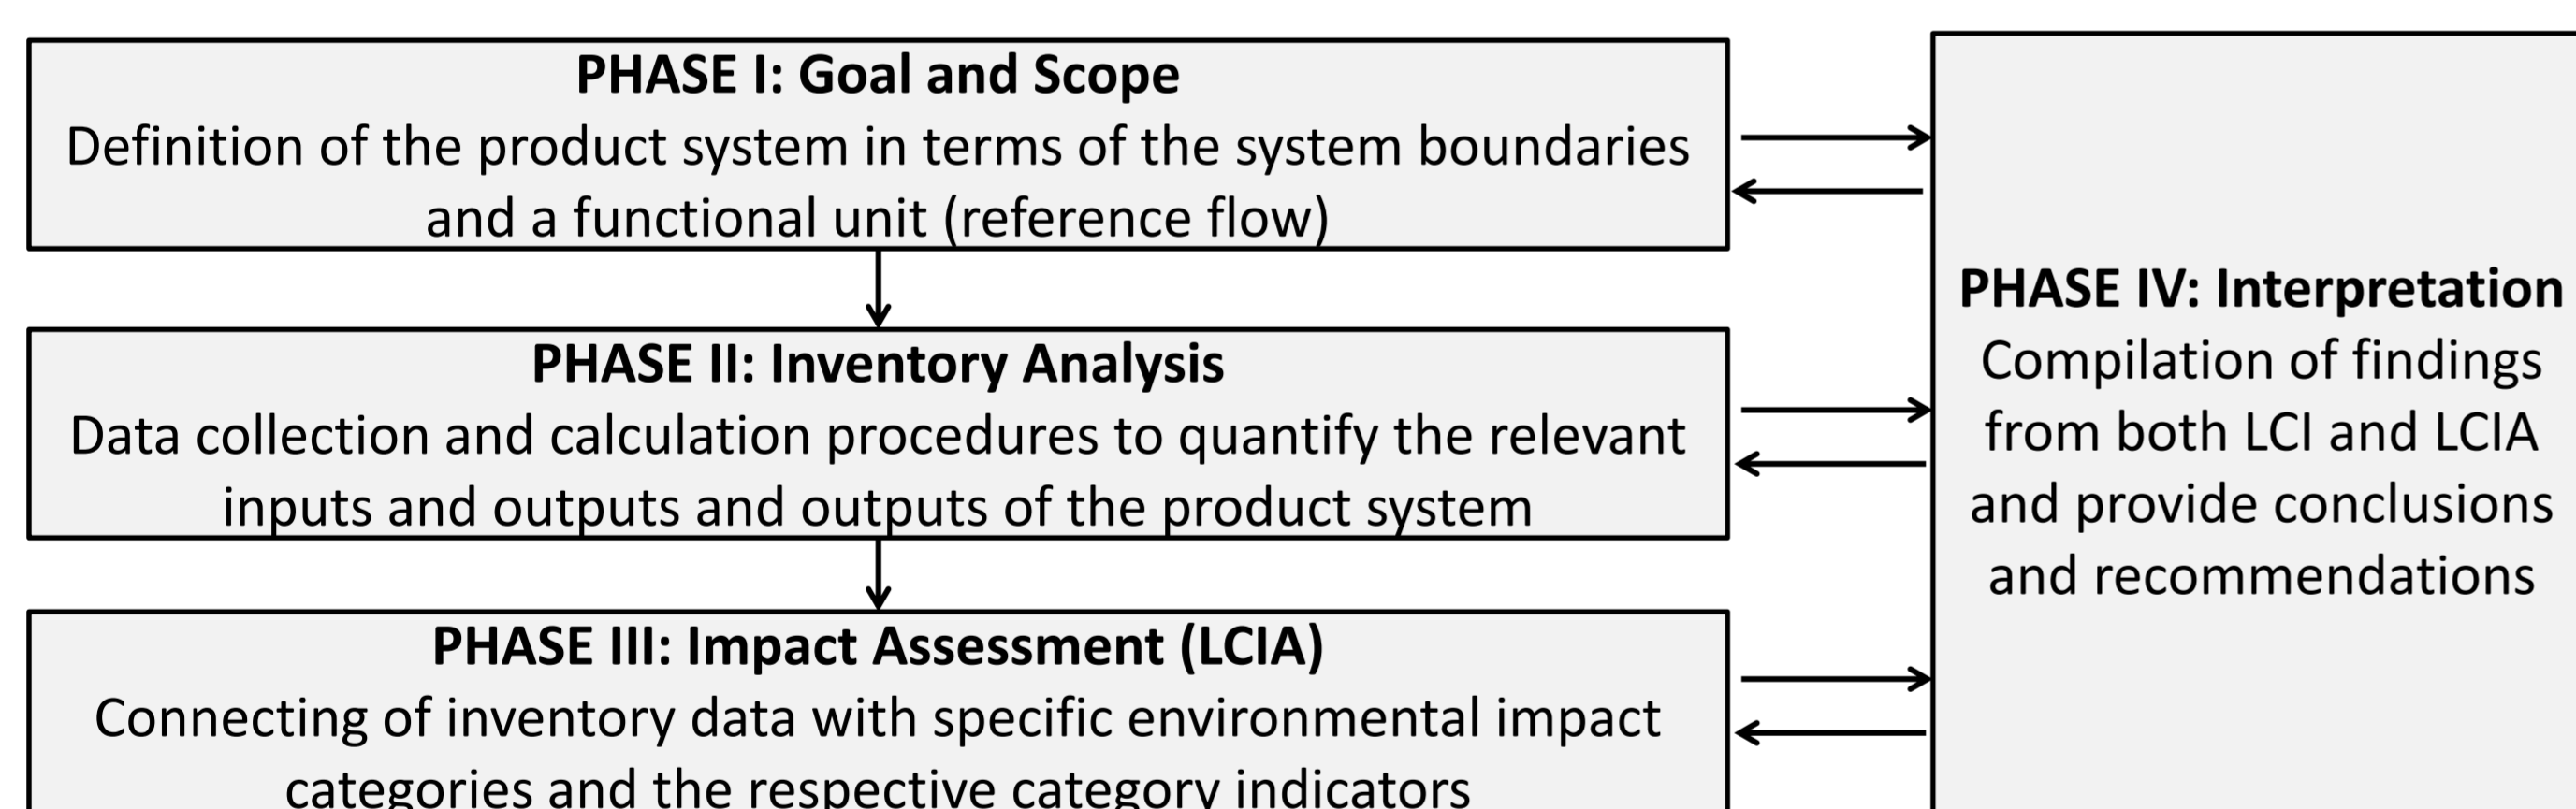 PHASE I: Goal and Scope
Definition of the product system in terms of the system boundaries
and a functional unit (reference flow)
PHASE II: Inventory Analysis
Data collection and calculation procedures to quantify the relevant
inputs and outputs and outputs of the product system
PHASE III: Impact Assessment (LCIA)
Connecting of inventory data with specific environmental impact
categories and the respective category indicators
PHASE IV: Interpretation
Compilation of findings
from both LCI and LCIA
and provide conclusions
and recommendations